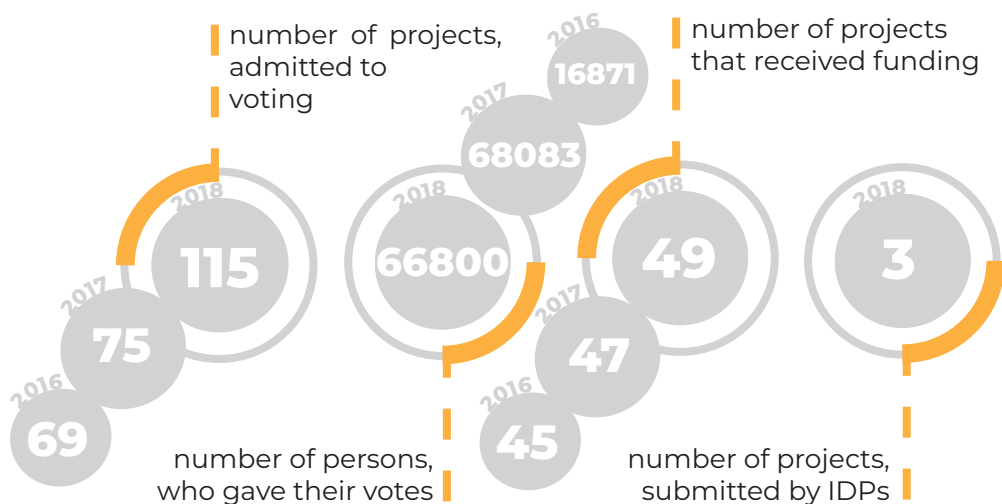 number of projects,
admitted to
voting
2018
115
2017
75
2016
69
2016
16871
2017
68083
2018
66800
number of persons,
who gave their votes
number of projects
that received funding
2018
49
2017
47
2016
45
2018
3
number of projects,
submitted by IDPs